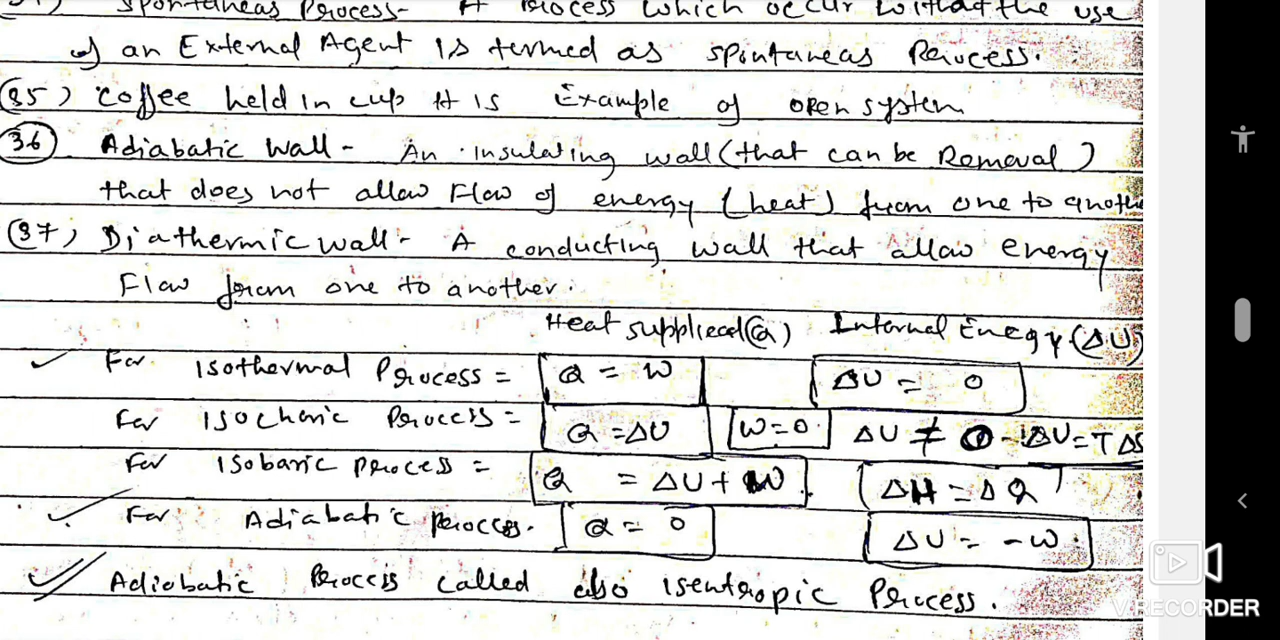 Spontaneas Process- A Process which occur without the use
of an External Agent is termed as spontaneas Process.
(35) Coffee held in cup it is Example of open system
(36) Adiabatic wall - An insulating wall (that can be Removal)
that does not allow Flow of energy (heat) from one to another
(37) Diathermic wall - A conducting wall that allow energy
Flow from one to another.
Heat supplied (Q) Internal Energy (ΔU)
For Isothermal Process = Q = W ΔU = 0
For Isochoric Process = Q = ΔU W=0 ΔU ≠ 0 ΔU = TΔS
For Isobaric process = Q = ΔU + W ΔH = ΔQ
For Adiabatic process. Q = 0 ΔU = -W.
Adiabatic Process called also isentropic Process.
V RECORDER